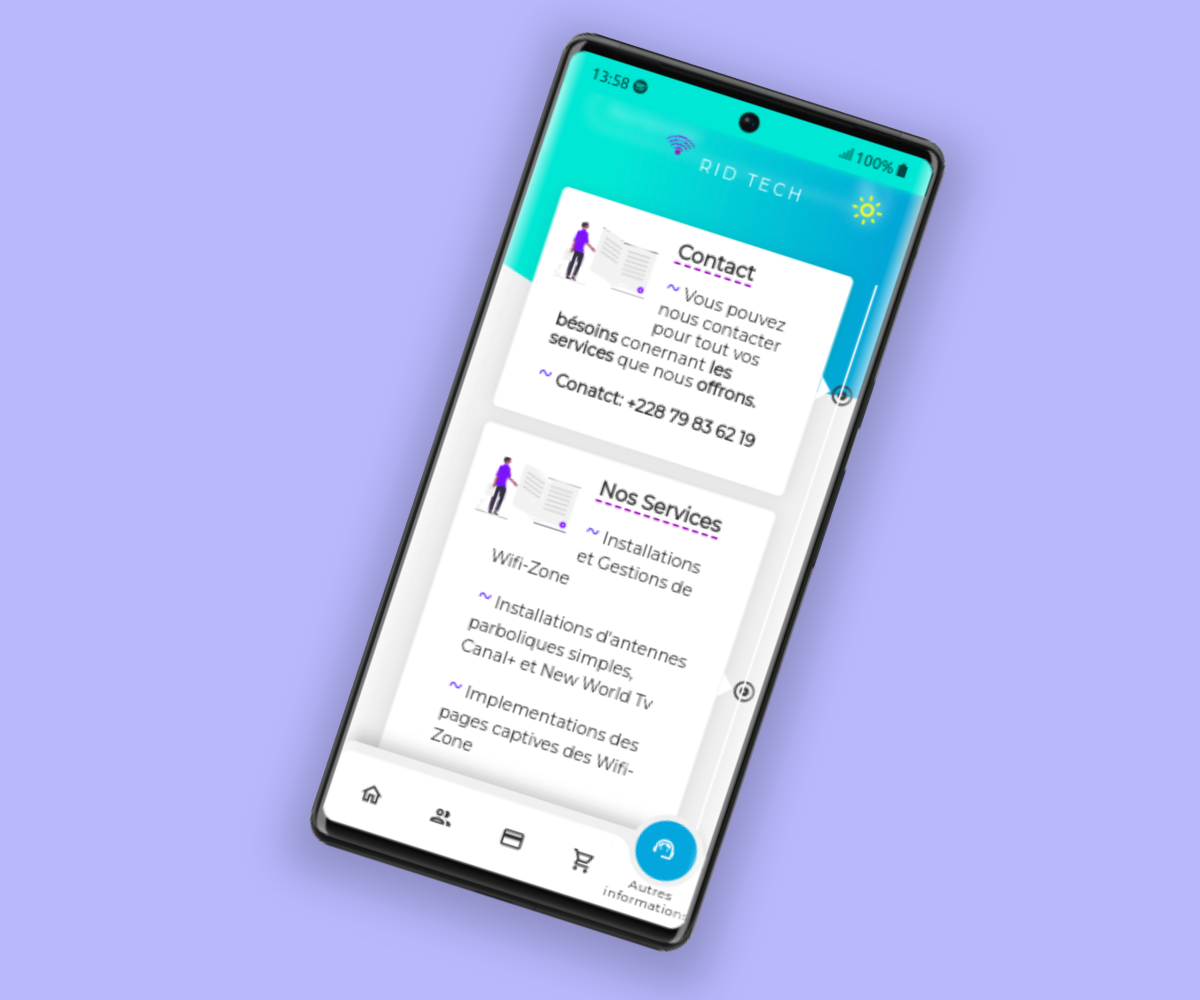 13:58
100%
RID TECH
Contact
~ Vous pouvez
nous contacter
pour tout vos
bésoins conernant les
services que nous offrons.
~ Conatct: +228 79 83 62 19
Nos Services
~ Installations
et Gestions de
Wifi-Zone
~ Installations d'antennes
parboliques simples,
Canal+ et New World Tv
~ Implementations des
pages captives des Wifi-
Zone
Autres
informations